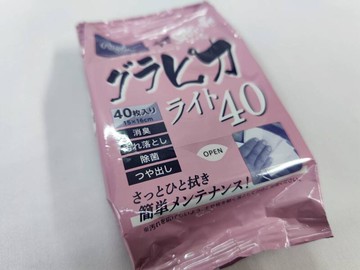 グラピカ
ライト40
40枚入り
15×16cm
消臭
汚れ落とし
除菌
つや出し
OPEN
さっとひと拭き
簡単メンテナンス!